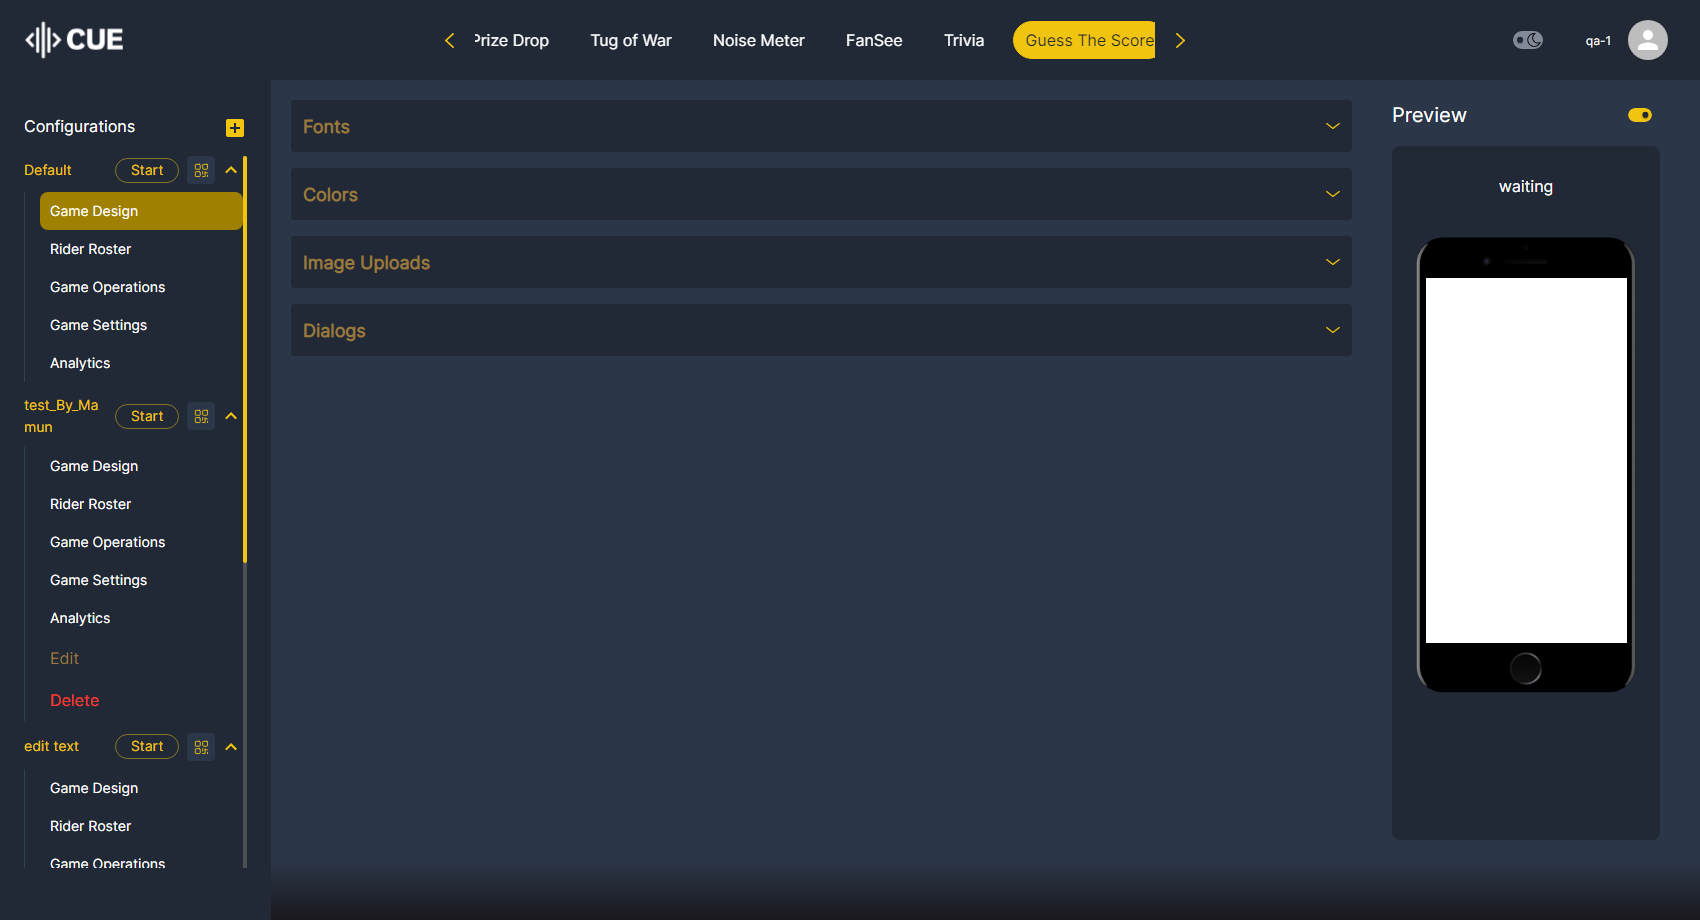 CUE
Prize Drop
Tug of War
Noise Meter
FanSee
Trivia
Guess The Score
qa-1
Configurations
Default
Start
Game Design
Rider Roster
Game Operations
Game Settings
Analytics
test_By_Ma
mun
Start
Game Design
Rider Roster
Game Operations
Game Settings
Analytics
Edit
Delete
edit text
Start
Game Design
Rider Roster
Game Operations
Fonts
Colors
Image Uploads
Dialogs
Preview
waiting